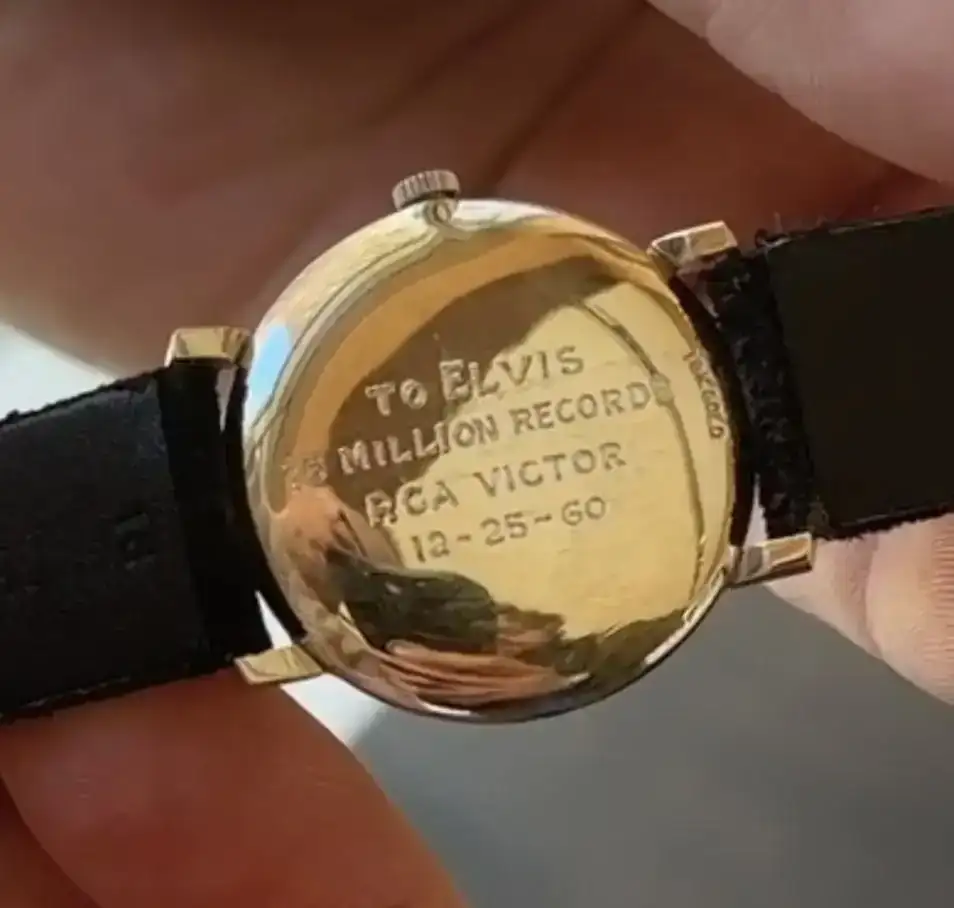 TO ELVIS
MILLION RECORDS
RCA VICTOR
12-25-60